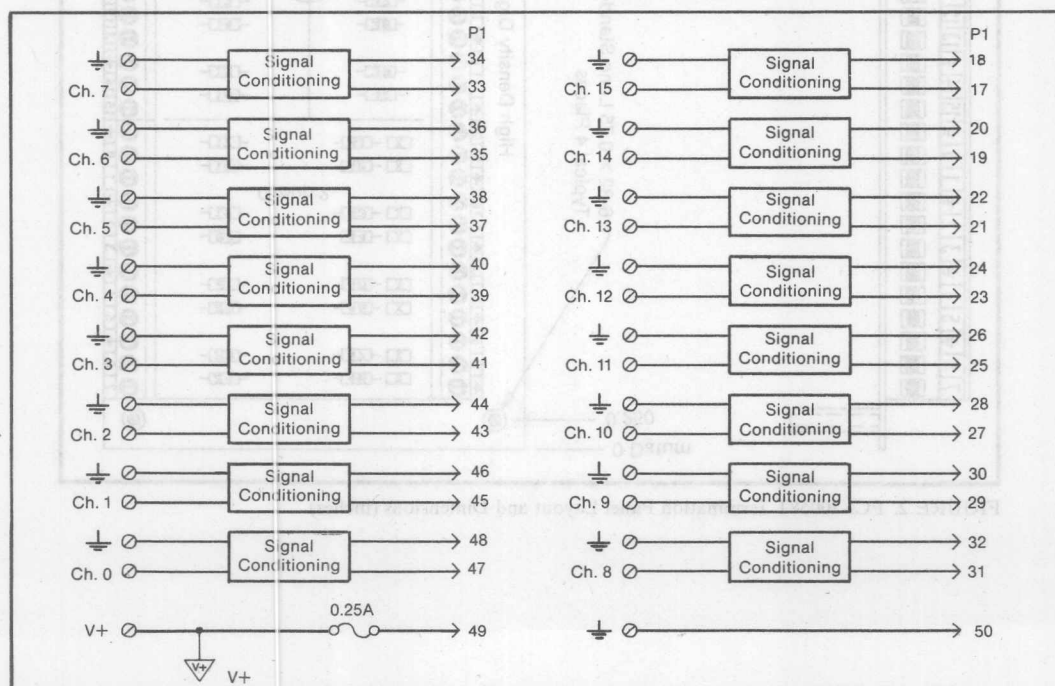 P1
34
Signal
Conditioning
Ch. 7
33
36
Signal
Conditioning
Ch. 6
35
38
Signal
Conditioning
Ch. 5
37
40
Signal
Conditioning
Ch. 4
39
42
Signal
Conditioning
Ch. 3
41
44
Signal
Conditioning
Ch. 2
43
46
Signal
Conditioning
Ch. 1
45
48
Signal
Conditioning
Ch. 0
47
0.25A
V+
49
V+
V+
P1
18
Signal
Conditioning
Ch. 15
17
20
Signal
Conditioning
Ch. 14
19
22
Signal
Conditioning
Ch. 13
21
24
Signal
Conditioning
Ch. 12
23
26
Signal
Conditioning
Ch. 11
25
28
Signal
Conditioning
Ch. 10
27
30
Signal
Conditioning
Ch. 9
29
32
Signal
Conditioning
Ch. 8
31
50